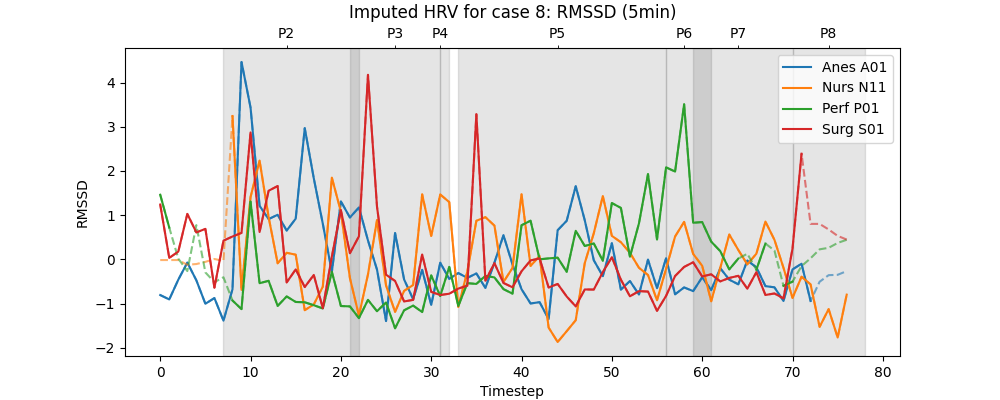 Imputed HRV for case 8: RMSSD (5min)
P2 P3 P4 P5 P6 P7 P8
Anes A01
Nurs N11
Perf P01
Surg S01
RMSSD
4
3
2
1
0
−1
−2
0 10 20 30 40 50 60 70 80
Timestep